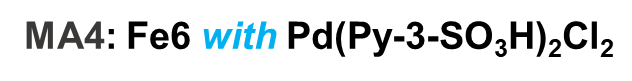 MA4: Fe6 with Pd(Py-3-SO₃H)₂Cl₂